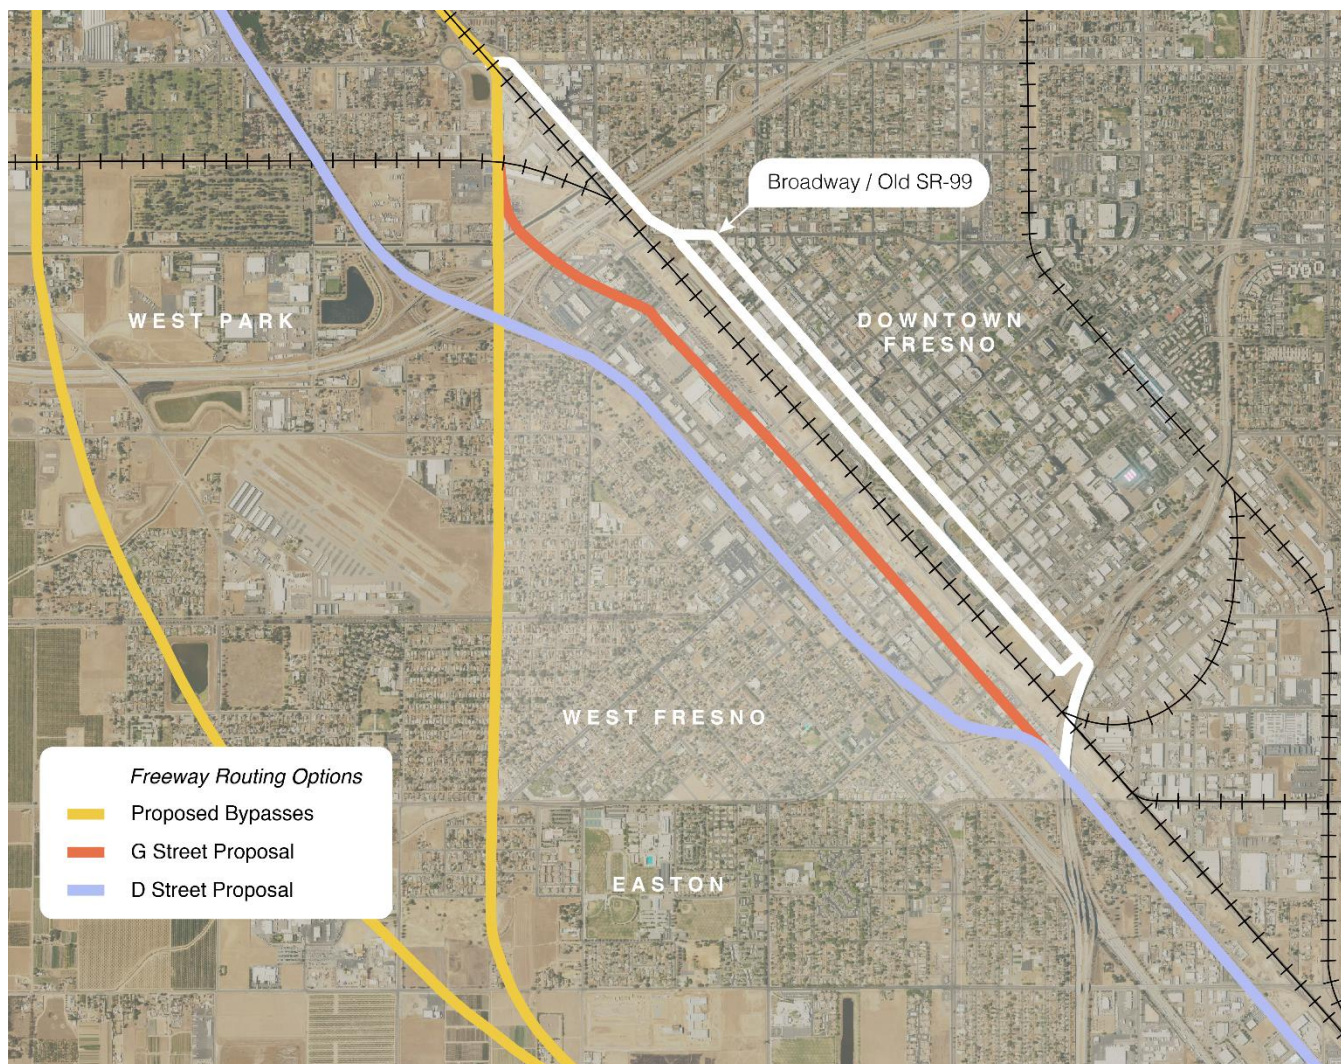 Broadway / Old SR-99
WEST PARK
DOWNTOWN
FRESNO
WEST FRESNO
Freeway Routing Options
Proposed Bypasses
G Street Proposal
D Street Proposal
EASTON